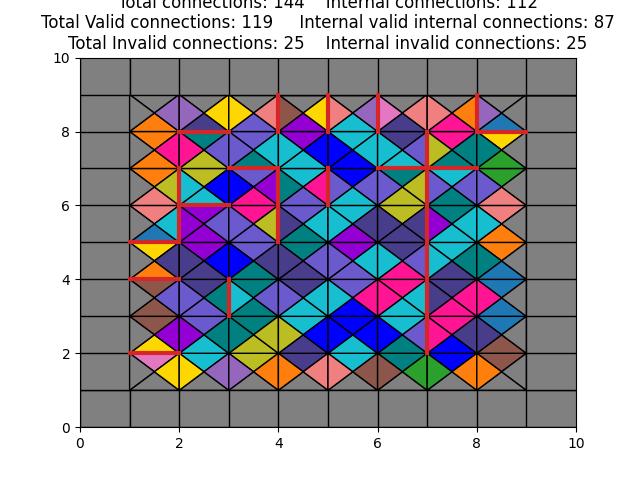 Total connections: 144    Internal connections: 112
Total Valid connections: 119    Internal valid internal connections: 87
Total Invalid connections: 25    Internal invalid connections: 25
10
8
6
4
2
0
0 2 4 6 8 10